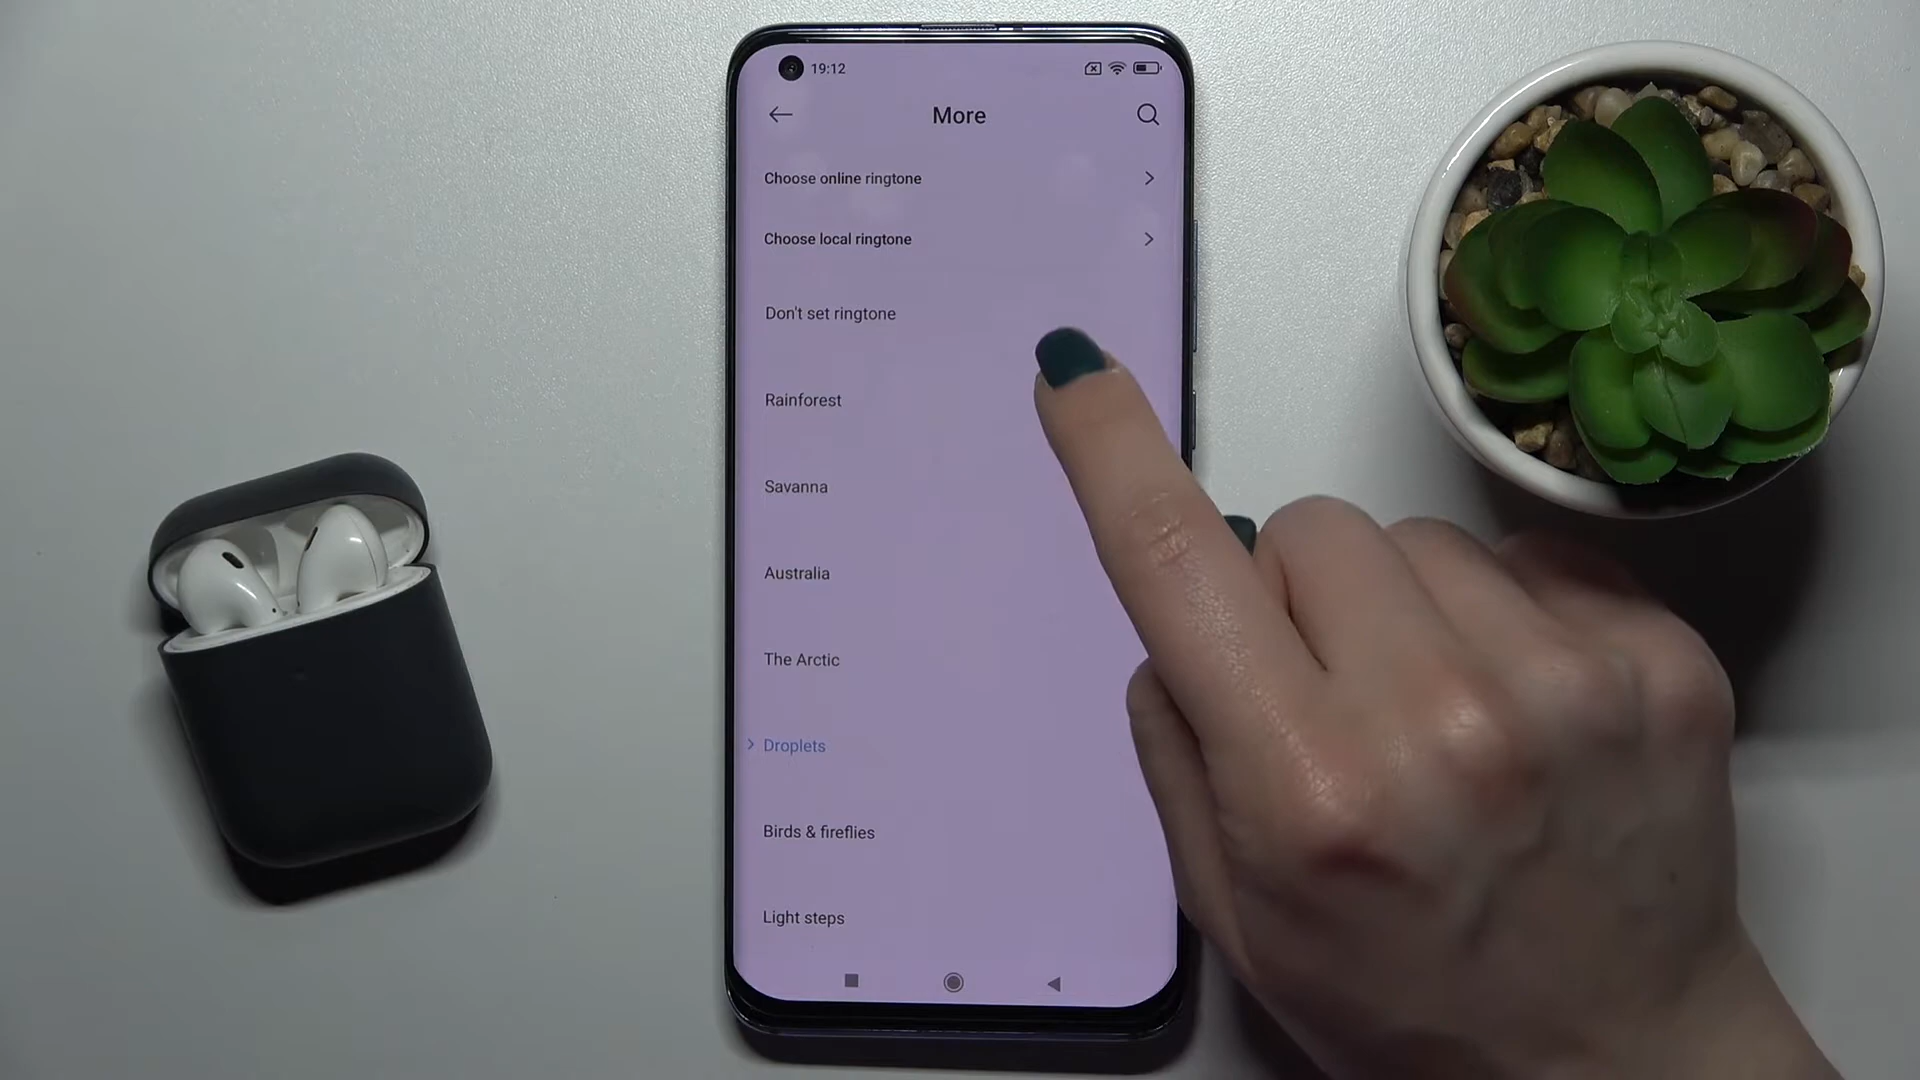 19:12
More
Choose online ringtone
Choose local ringtone
Don't set ringtone
Rainforest
Savanna
Australia
The Arctic
Droplets
Birds & fireflies
Light steps